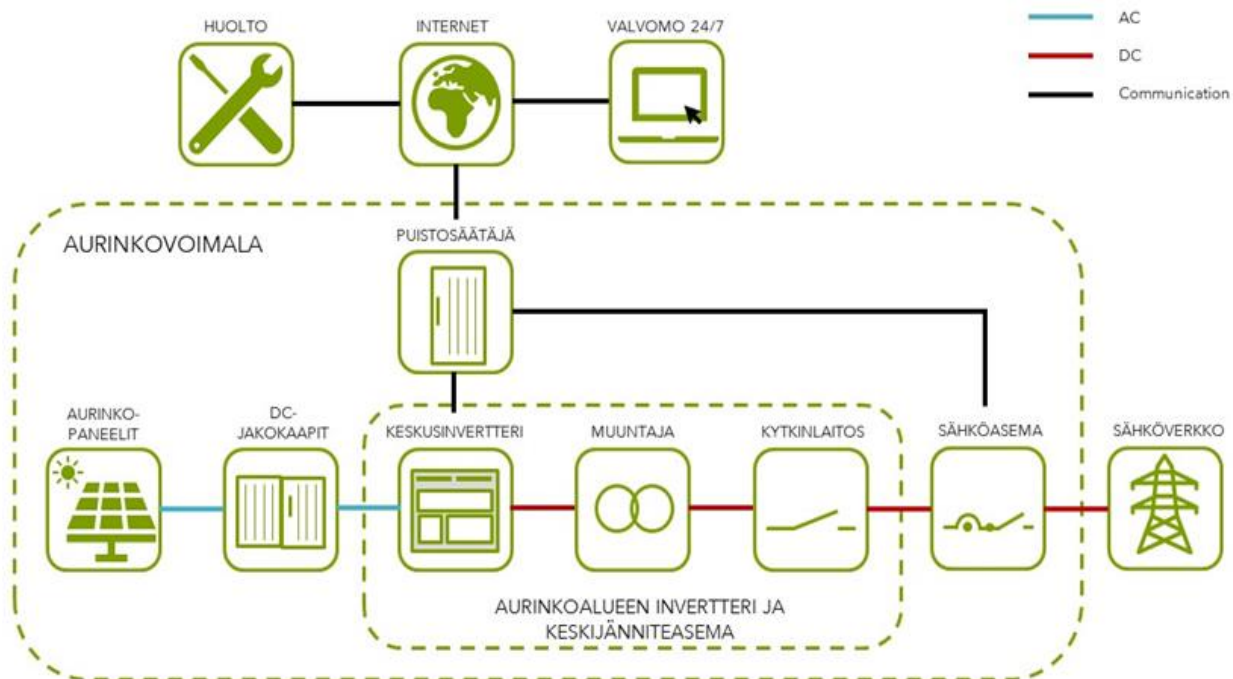 HUOLTO
INTERNET
VALVOMO 24/7
AC
DC
Communication
AURINKOVOIMALA
PUISTOSÄÄTÄJÄ
AURINKO-
PANEELIT
DC-
JAKOKAAPIT
KESKUSINVERTTERI
MUUNTAJA
KYTKINLAITOS
SÄHKÖASEMA
SÄHKÖVERKKO
AURINKOALUEEN INVERTTERI JA
KESKIJÄNNITEASEMA